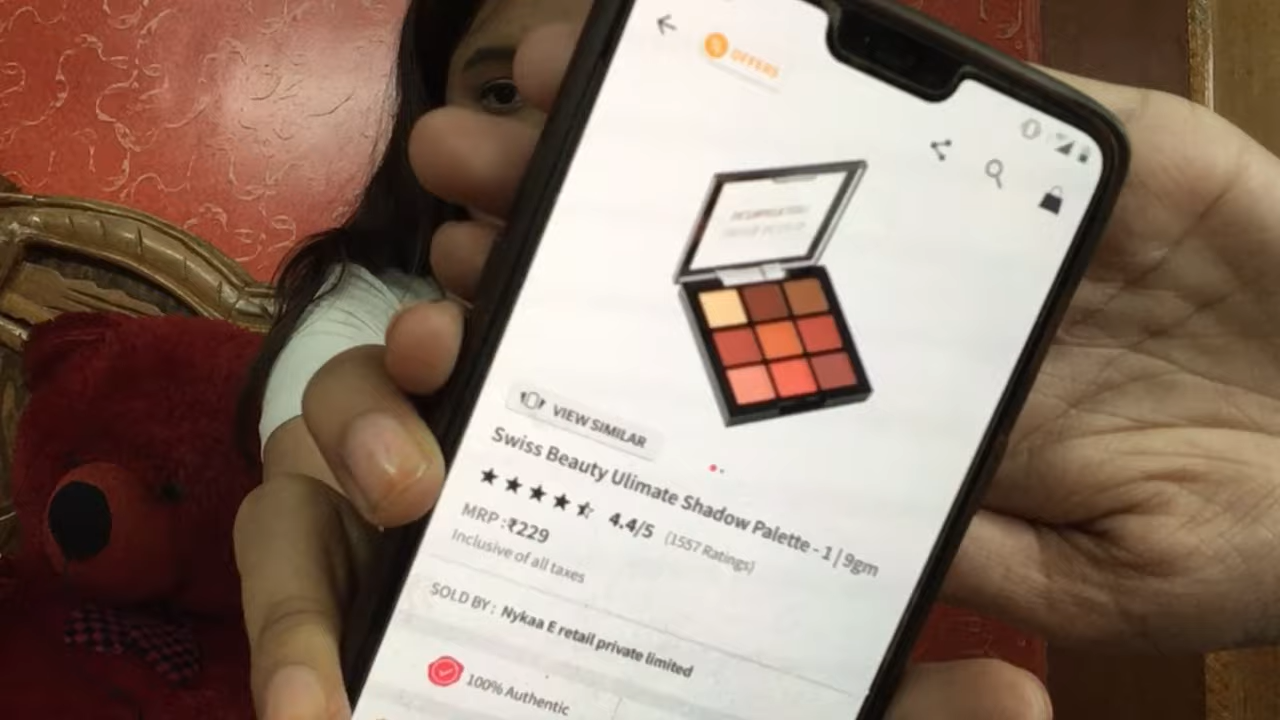 OFFERS
VIEW SIMILAR
Swiss Beauty Ulimate Shadow Palette - 1 | 9gm
4.4/5 (1557 Ratings)
MRP :₹229
Inclusive of all taxes
SOLD BY : Nykaa E retail private limited
100% Authentic